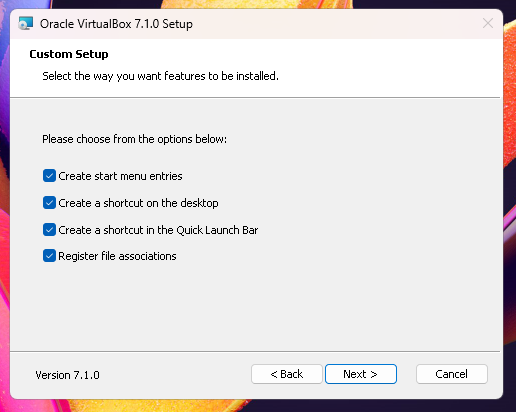 Oracle VirtualBox 7.1.0 Setup
Custom Setup
Select the way you want features to be installed.
Please choose from the options below:
Create start menu entries
Create a shortcut on the desktop
Create a shortcut in the Quick Launch Bar
Register file associations
Version 7.1.0
< Back
Next >
Cancel